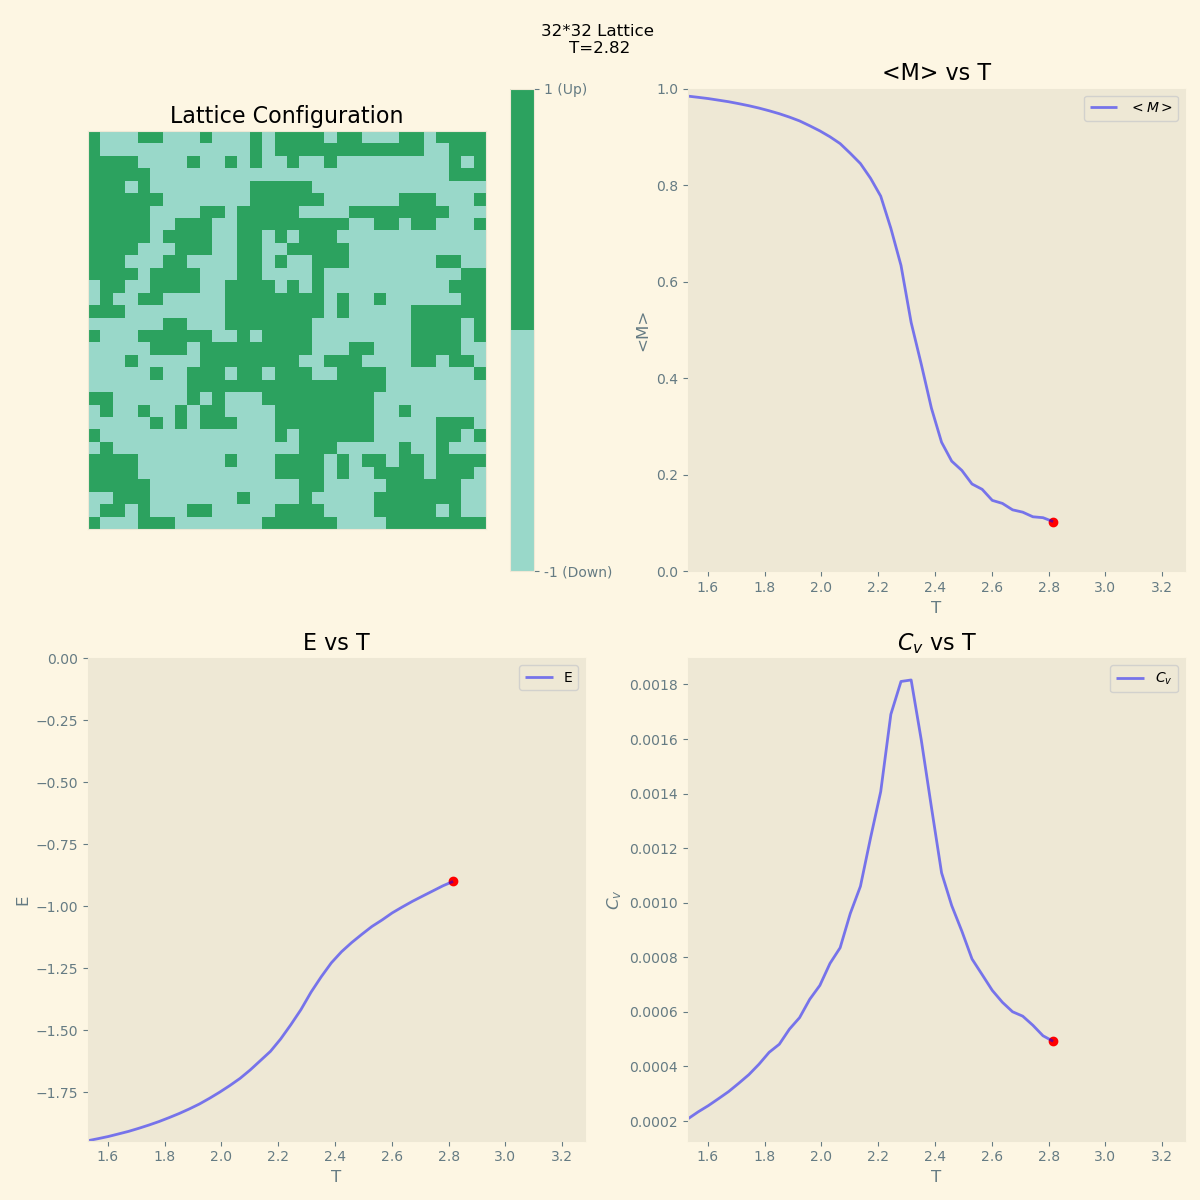 32*32 Lattice
T=2.82
Lattice Configuration
1 (Up)
-1 (Down)
<M> vs T
<M>
1.0
0.8
0.6
0.4
0.2
0.0
<M>
1.6 1.8 2.0 2.2 2.4 2.6 2.8 3.0 3.2
T
E vs T
E
0.00
−0.25
−0.50
−0.75
−1.00
−1.25
−1.50
−1.75
E
1.6 1.8 2.0 2.2 2.4 2.6 2.8 3.0 3.2
T
Cv vs T
Cv
0.0018
0.0016
0.0014
0.0012
0.0010
0.0008
0.0006
0.0004
0.0002
Cv
1.6 1.8 2.0 2.2 2.4 2.6 2.8 3.0 3.2
T